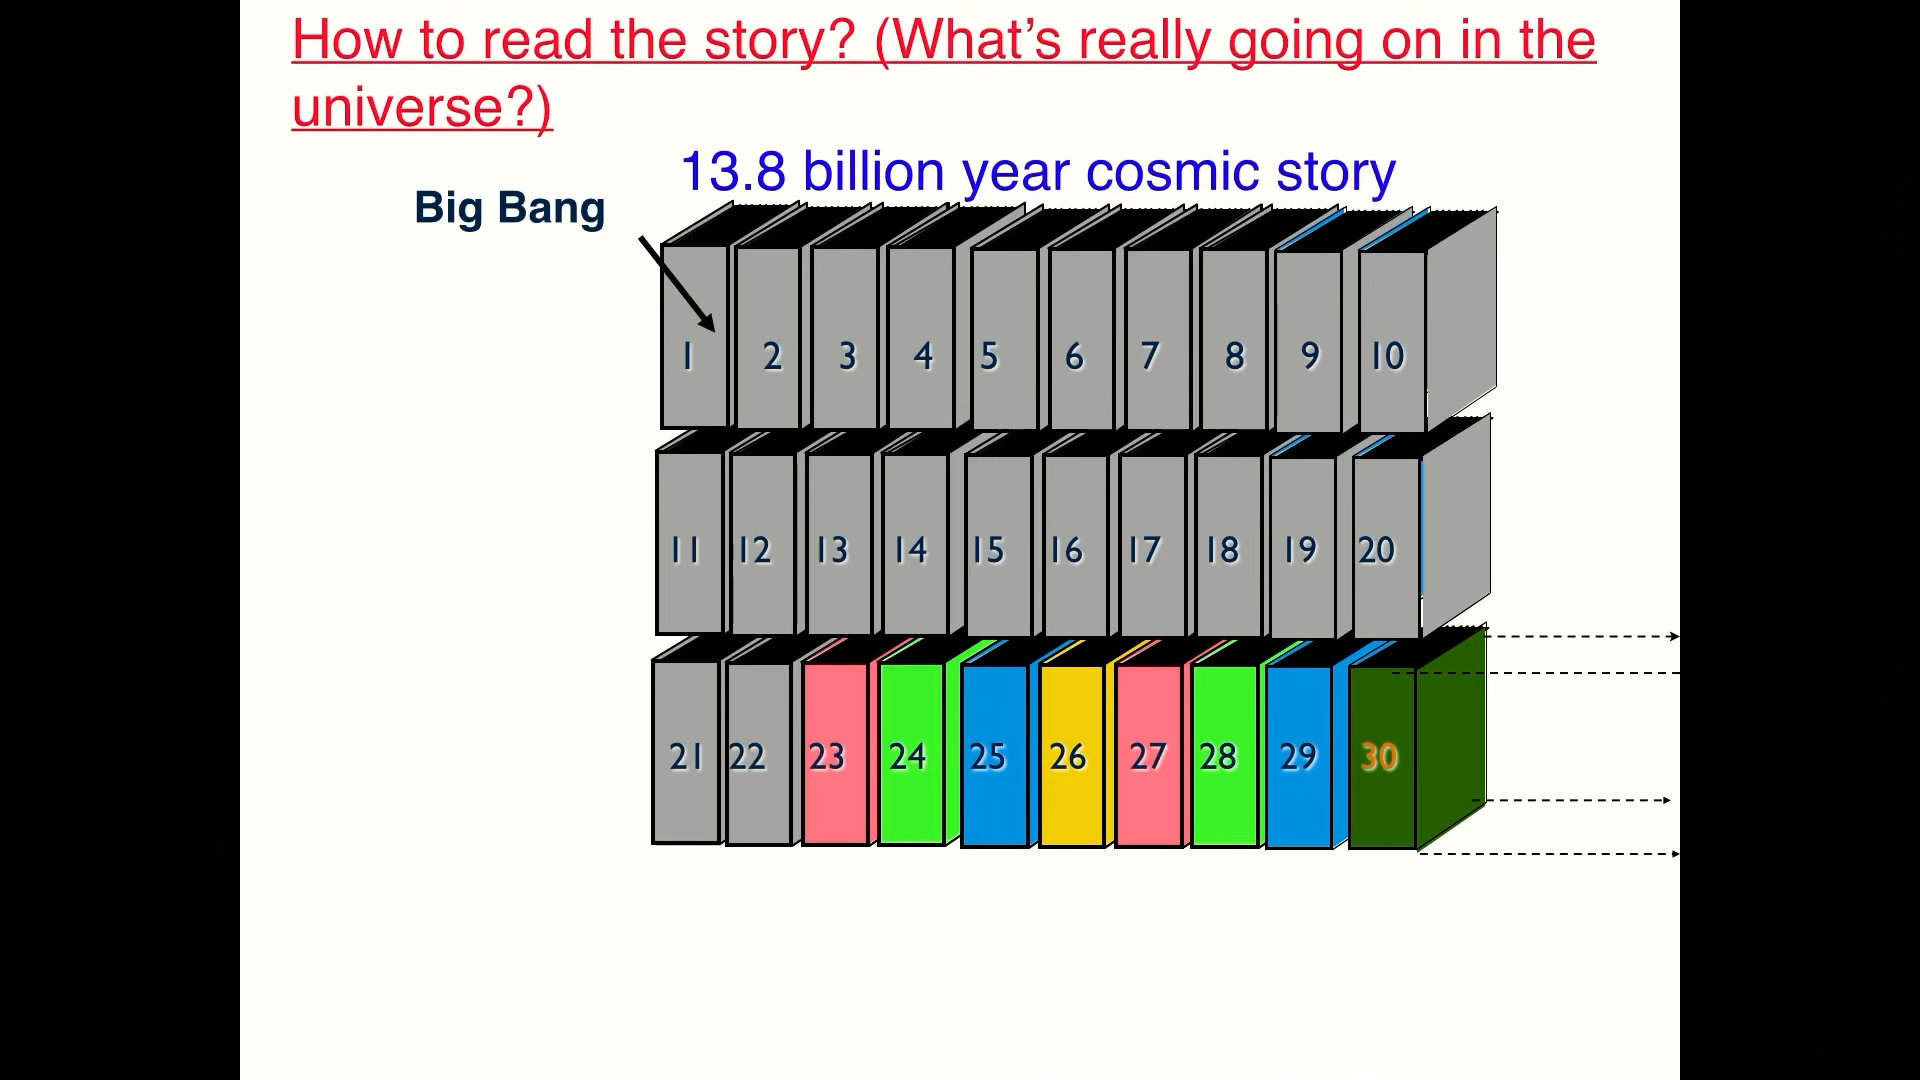 How to read the story? (What’s really going on in the
universe?)
13.8 billion year cosmic story
Big Bang
1 2 3 4 5 6 7 8 9 10
11 12 13 14 15 16 17 18 19 20
21 22 23 24 25 26 27 28 29 30